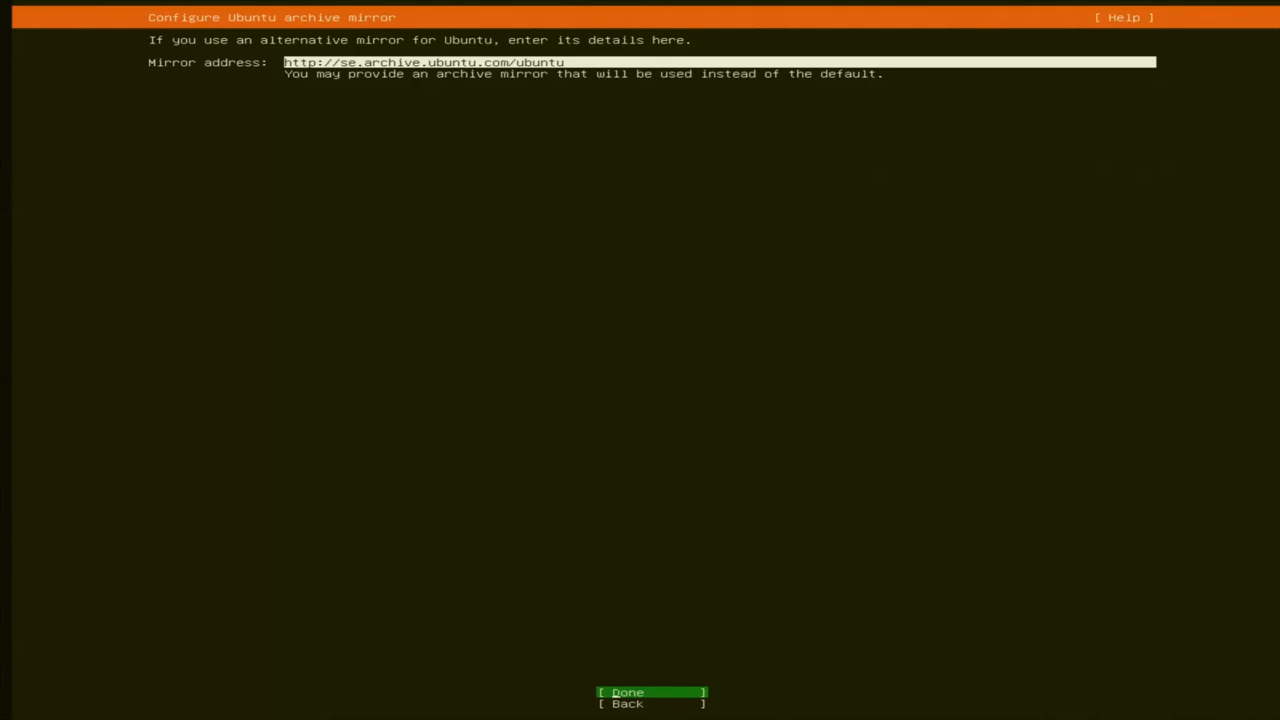 Configure Ubuntu archive mirror [ Help ]
If you use an alternative mirror for Ubuntu, enter its details here.
Mirror address: http://se.archive.ubuntu.com/ubuntu
You may provide an archive mirror that will be used instead of the default.
[ Done ]
[ Back ]